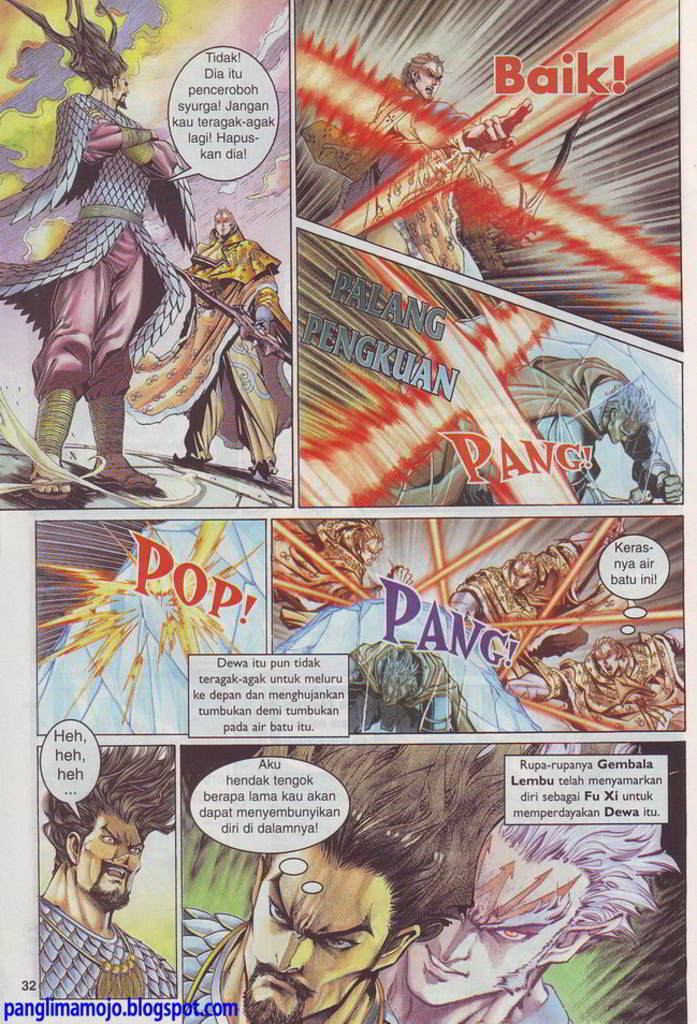 Tidak!
Dia itu
penceroboh
syurga! Jangan
kau teragak-agak
lagi! Hapus-
kan dia!
Baik!
PALANG
PENGKUAN
PANG!
POP!
PANG!
Keras-
nya air
batu ini!
Dewa itu pun tidak
teragak-agak untuk meluru
ke depan dan menghujankan
tumbukan demi tumbukan
pada air batu itu.
Heh,
heh,
heh
...
Aku
hendak tengok
berapa lama kau akan
dapat menyembunyikan
diri di dalamnya!
Rupa-rupanya Gembala
Lembu telah menyamarkan
diri sebagai Fu Xi untuk
memperdayakan Dewa itu.
32
panglimamojo.blogspot.com